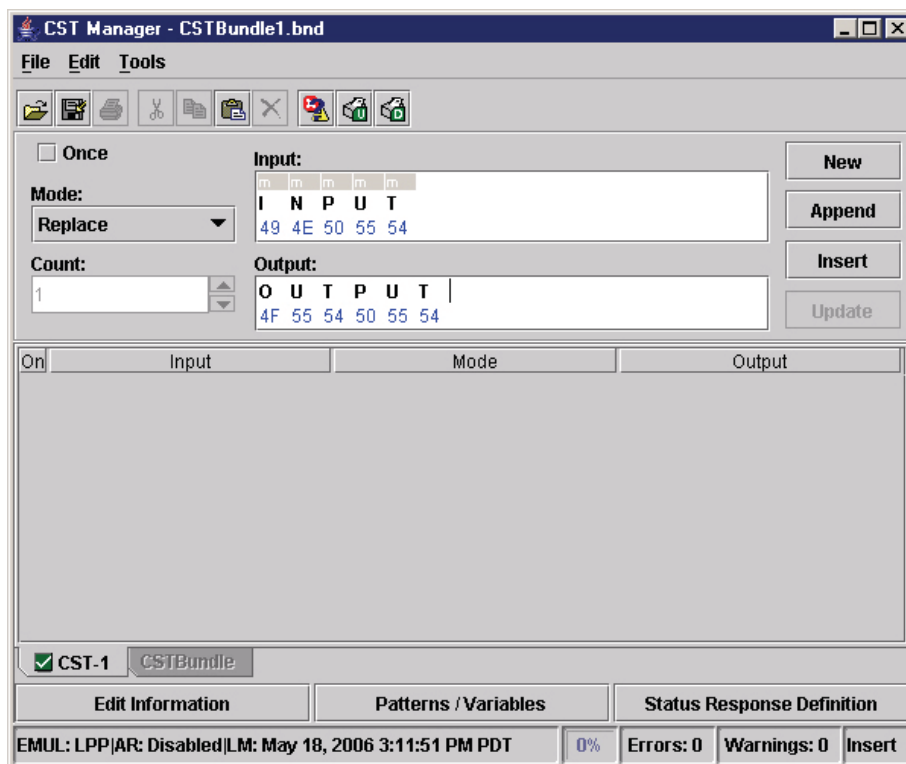 CST Manager - CSTBundle1.bnd
File Edit Tools
U D
Once
Input:
New
m m m m m
Mode:
I N P U T
Replace
49 4E 50 55 54
Append
Count:
Output:
Insert
1
O U T P U T
4F 55 54 50 55 54
Update
On Input Mode Output
CST-1 CSTBundle
Edit Information Patterns / Variables Status Response Definition
EMUL: LPP|AR: Disabled|LM: May 18, 2006 3:11:51 PM PDT 0% Errors: 0 Warnings: 0 Insert